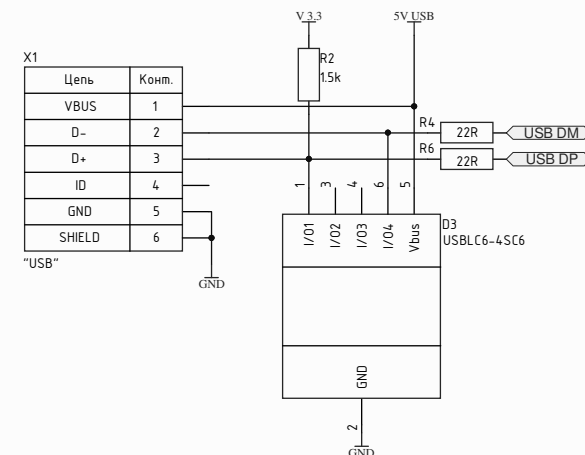 V 3.3
5V USB
X1
R2
1.5k
Цепь Конт.
VBUS 1
D- 2
D+ 3
ID 4
GND 5
SHIELD 6
"USB"
GND
R4
22R
USB DM
R6
22R
USB DP
1 3 4 6 5
I/O1 I/O2 I/O3 I/O4 Vbus
D3
USBLC6-4SC6
GND
2
GND